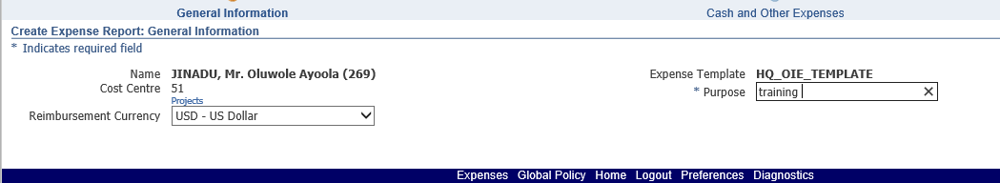 General Information Cash and Other Expenses
Create Expense Report: General Information
* Indicates required field
Name JINADU, Mr. Oluwole Ayoola (269) Expense Template HQ_OIE_TEMPLATE
Cost Centre 51 * Purpose training
Projects
Reimbursement Currency USD - US Dollar
Expenses Global Policy Home Logout Preferences Diagnostics